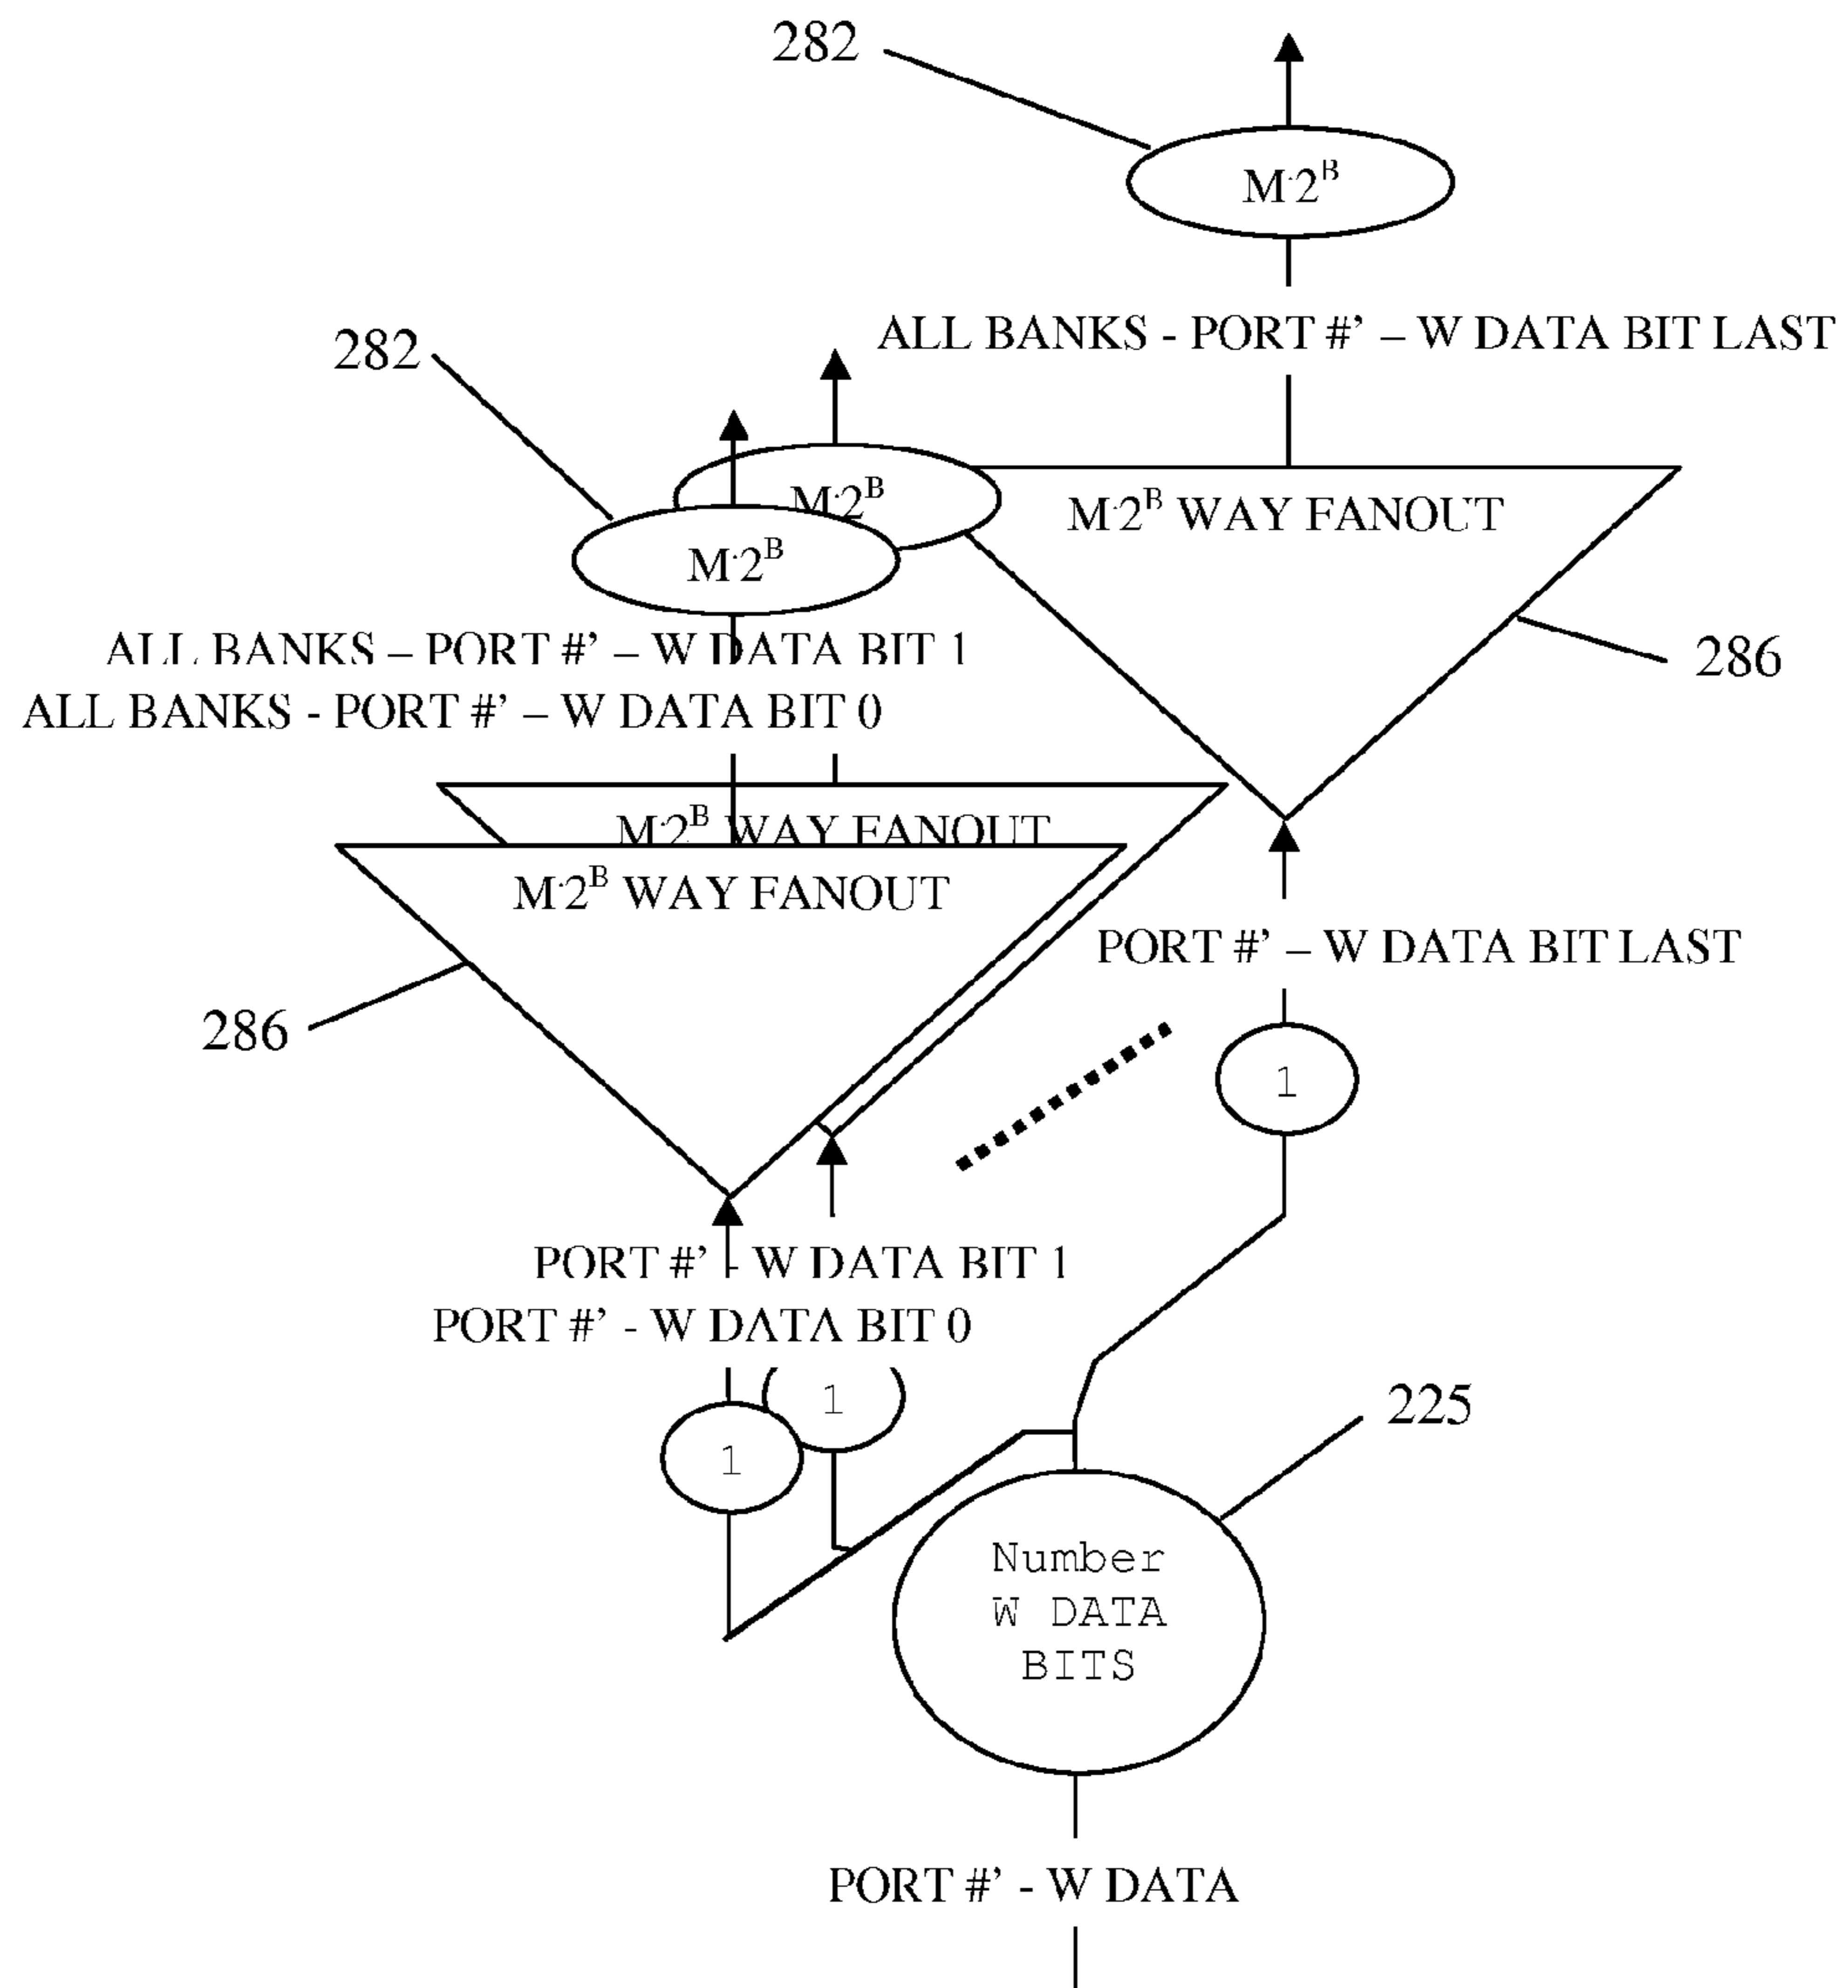 282
M·2^B
ALL BANKS - PORT #’ – W DATA BIT LAST
282
M·2^B
M·2^B WAY FANOUT
M·2^B
ALL BANKS – PORT #’ – W DATA BIT 1
286
ALL BANKS - PORT #’ – W DATA BIT 0
M·2^B WAY FANOUT
M·2^B WAY FANOUT
PORT #’ – W DATA BIT LAST
286
1
PORT #’ - W DATA BIT 1
PORT #’ - W DATA BIT 0
1
225
1
Number
W DATA
BITS
PORT #’ - W DATA